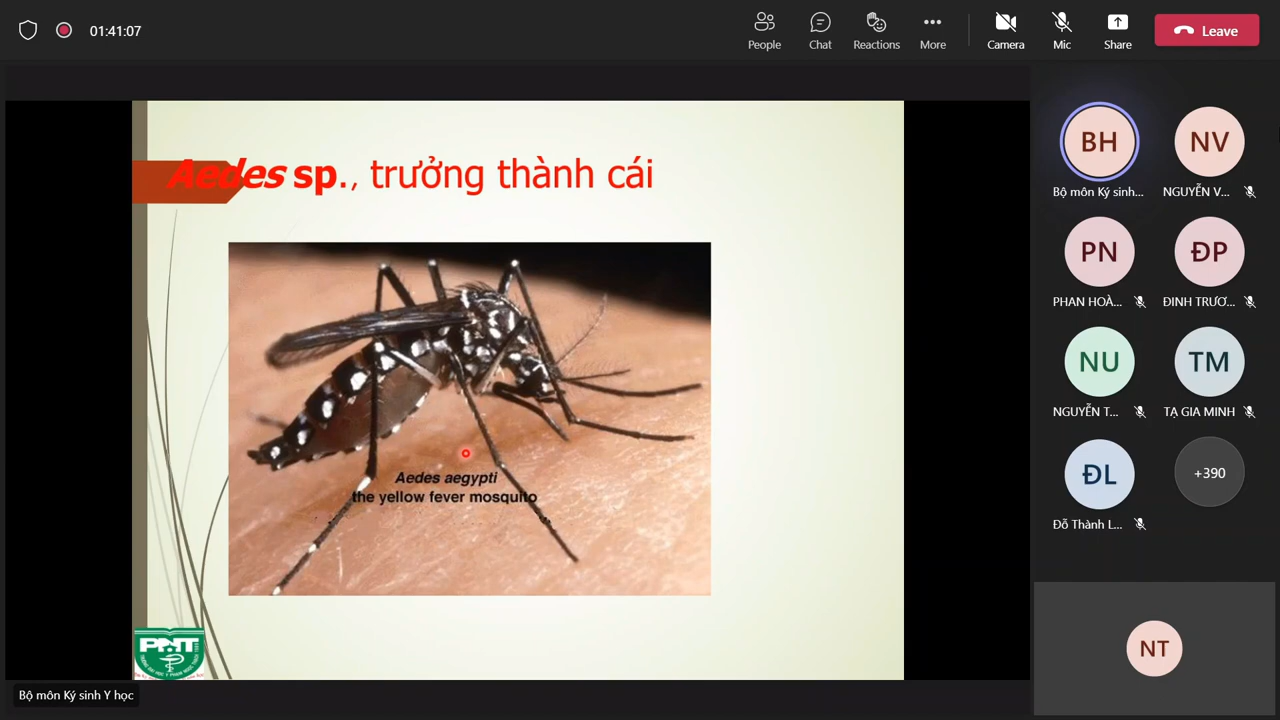 01:41:07
People
Chat
Reactions
More
Camera
Mic
Share
Leave
Aedes sp., trưởng thành cái
Aedes aegypti
the yellow fever mosquito
PNT
Bộ môn Ký sinh Y học
BH
Bộ môn Ký sinh...
NV
NGUYỄN V...
PN
PHAN HOÀ...
ĐP
ĐINH TRƯƠ...
NU
NGUYỄN T...
TM
TẠ GIA MINH
ĐL
Đỗ Thành L...
+390
NT